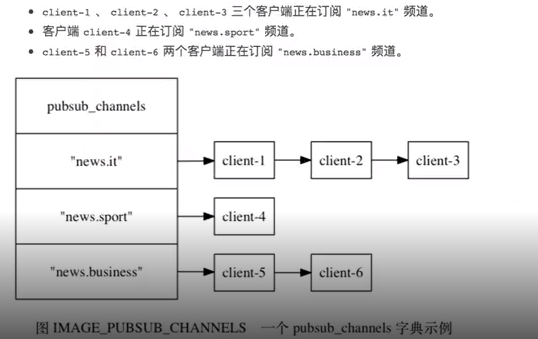 client-1 、 client-2 、 client-3 三个客户端正在订阅 "news.it" 频道。
客户端 client-4 正在订阅 "news.sport" 频道。
client-5 和 client-6 两个客户端正在订阅 "news.business" 频道。
pubsub_channels
"news.it" client-1 client-2 client-3
"news.sport" client-4
"news.business" client-5 client-6
图 IMAGE_PUBSUB_CHANNELS 一个 pubsub_channels 字典示例